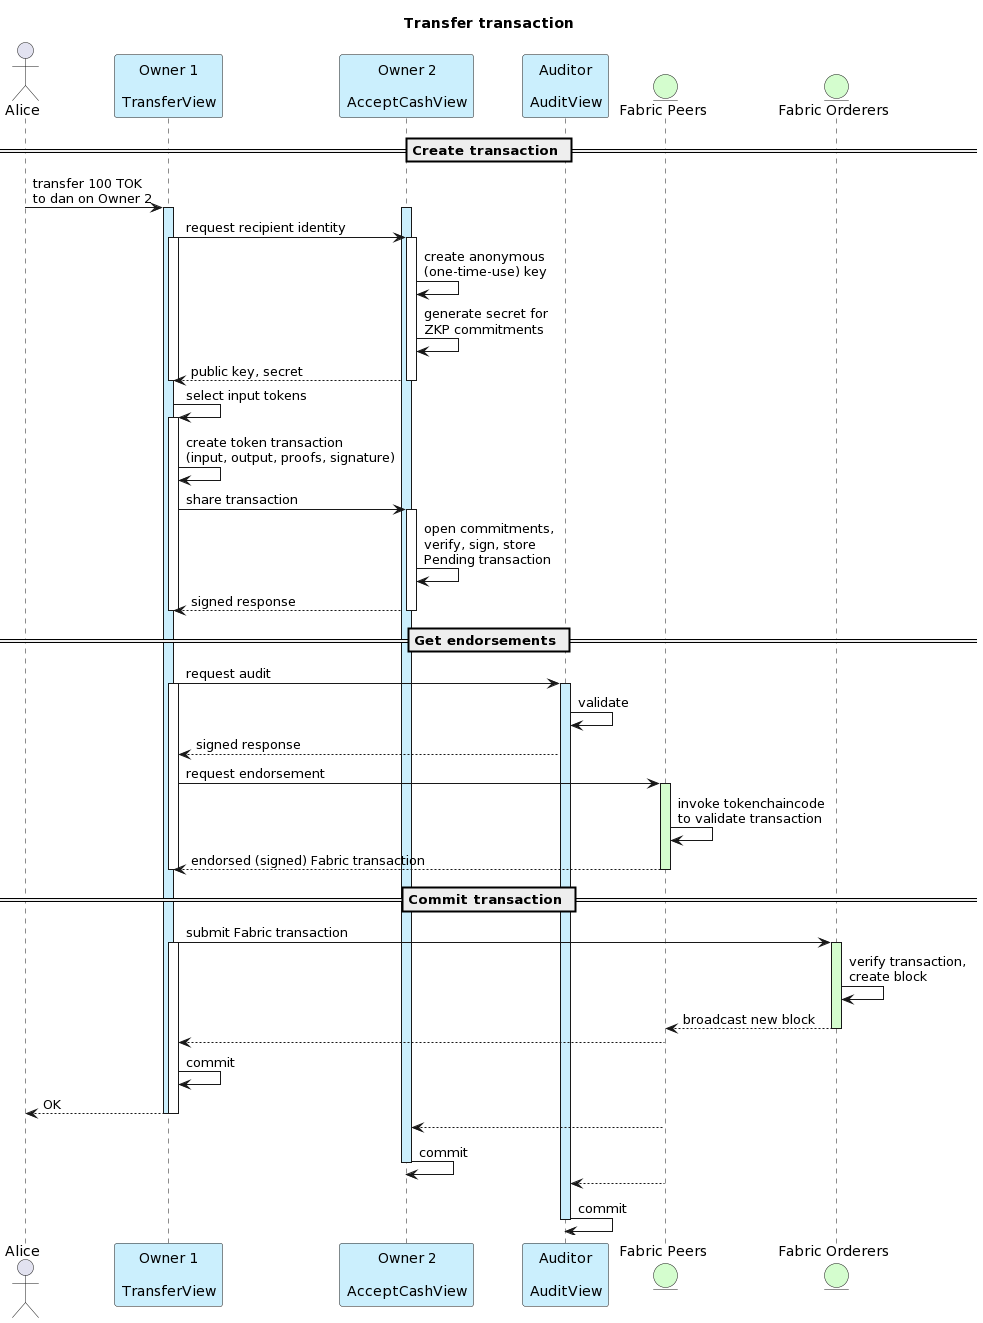 Transfer transaction
Owner 1
TransferView
Owner 2
AcceptCashView
Auditor
AuditView
Alice
Fabric Peers
Fabric Orderers
Create transaction
transfer 100 TOK
to dan on Owner 2
request recipient identity
create anonymous
(one-time-use) key
generate secret for
ZKP commitments
public key, secret
select input tokens
create token transaction
(input, output, proofs, signature)
share transaction
open commitments,
verify, sign, store
Pending transaction
signed response
Get endorsements
request audit
validate
signed response
request endorsement
invoke tokenchaincode
to validate transaction
endorsed (signed) Fabric transaction
Commit transaction
submit Fabric transaction
verify transaction,
create block
broadcast new block
commit
OK
commit
commit
Alice
Owner 1
TransferView
Owner 2
AcceptCashView
Auditor
AuditView
Fabric Peers
Fabric Orderers